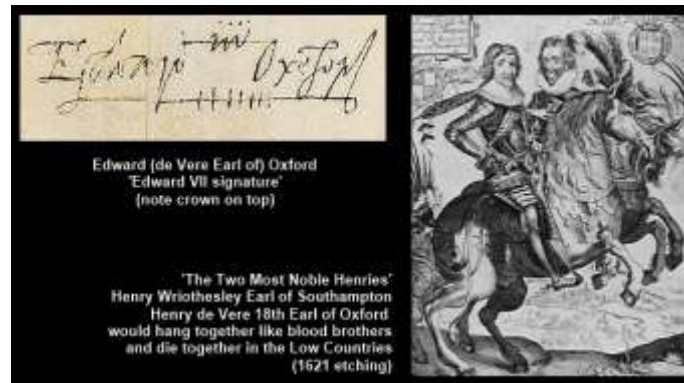 Edward Oxenford
Edward (de Vere Earl of) Oxford
'Edward VII signature'
(note crown on top)
'The Two Most Noble Henries'
Henry Wriothesley Earl of Southampton
Henry de Vere 18th Earl of Oxford
would hang together like blood brothers
and die together in the Low Countries
(1621 etching)